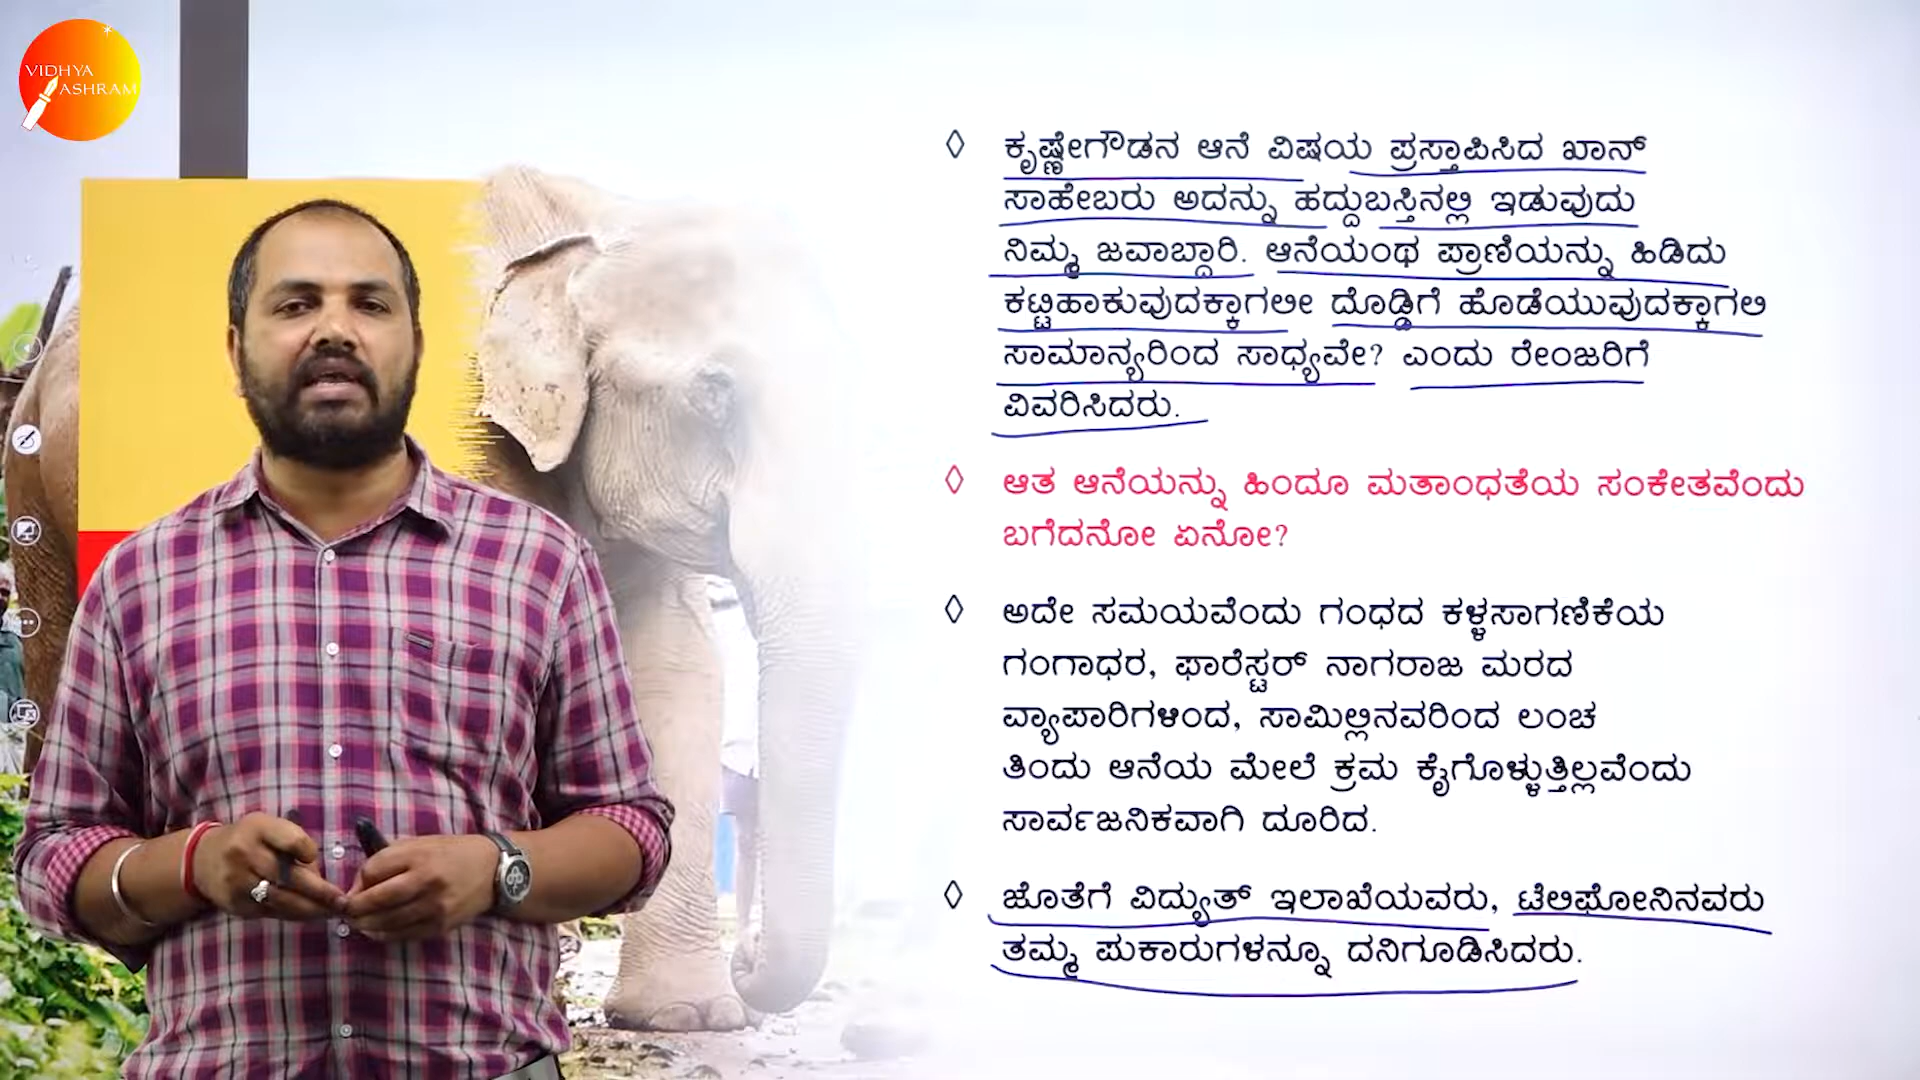 VIDHYA
ASHRAM
ಕೃಷ್ಣೇಗೌಡನ ಆನೆ ವಿಷಯ ಪ್ರಸ್ತಾಪಿಸಿದ ಖಾನ್
ಸಾಹೇಬರು ಅದನ್ನು ಹದ್ದುಬಸ್ತಿನಲ್ಲಿ ಇಡುವುದು
ನಿಮ್ಮ ಜವಾಬ್ದಾರಿ. ಆನೆಯಂಥ ಪ್ರಾಣಿಯನ್ನು ಹಿಡಿದು
ಕಟ್ಟಿಹಾಕುವುದಕ್ಕಾಗಲೀ ದೊಡ್ಡಿಗೆ ಹೊಡೆಯುವುದಕ್ಕಾಗಲಿ
ಸಾಮಾನ್ಯರಿಂದ ಸಾಧ್ಯವೇ? ಎಂದು ರೇಂಜರಿಗೆ
ವಿವರಿಸಿದರು.
ಆತ ಆನೆಯನ್ನು ಹಿಂದೂ ಮತಾಂಧತೆಯ ಸಂಕೇತವೆಂದು
ಬಗೆದನೋ ಏನೋ?
ಅದೇ ಸಮಯವೆಂದು ಗಂಧದ ಕಳ್ಳಸಾಗಣಿಕೆಯ
ಗಂಗಾಧರ, ಫಾರೆಸ್ಟರ್ ನಾಗರಾಜ ಮರದ
ವ್ಯಾಪಾರಿಗಳಿಂದ, ಸಾಮಿಲ್ಲಿನವರಿಂದ ಲಂಚ
ತಿಂದು ಆನೆಯ ಮೇಲೆ ಕ್ರಮ ಕೈಗೊಳ್ಳುತ್ತಿಲ್ಲವೆಂದು
ಸಾರ್ವಜನಿಕವಾಗಿ ದೂರಿದ.
ಜೊತೆಗೆ ವಿದ್ಯುತ್ ಇಲಾಖೆಯವರು, ಟೆಲಿಫೋನಿನವರು
ತಮ್ಮ ಪುಕಾರುಗಳನ್ನೂ ದನಿಗೂಡಿಸಿದರು.